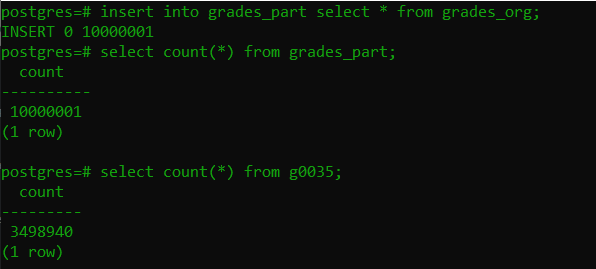 postgres=# insert into grades_part select * from grades_org;
INSERT 0 10000001
postgres=# select count(*) from grades_part;
  count
----------
 10000001
(1 row)

postgres=# select count(*) from g0035;
  count
---------
 3498940
(1 row)